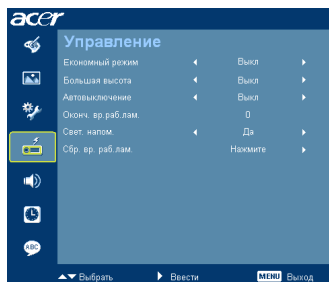 acer
Управление
Економный режим Выкл
Большая высота Выкл
Автовыключение Выкл
Оконч. вр.раб.лам. 0
Свет. напом. Да
Сбр. вр. раб.лам. Нажмите
ABC
Выбрать Ввести MENU Выход